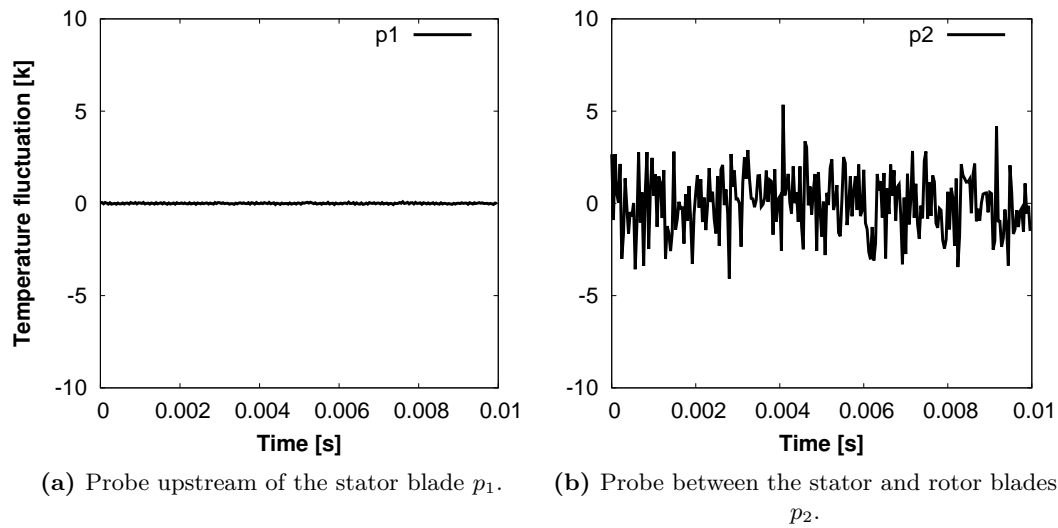 10
5
0
-5
-10
Temperature fluctuation [k]
p1
0
0.002
0.004
0.006
0.008
0.01
Time [s]
(a) Probe upstream of the stator blade p1.
10
5
0
-5
-10
p2
0
0.002
0.004
0.006
0.008
0.01
Time [s]
(b) Probe between the stator and rotor blades
p2.